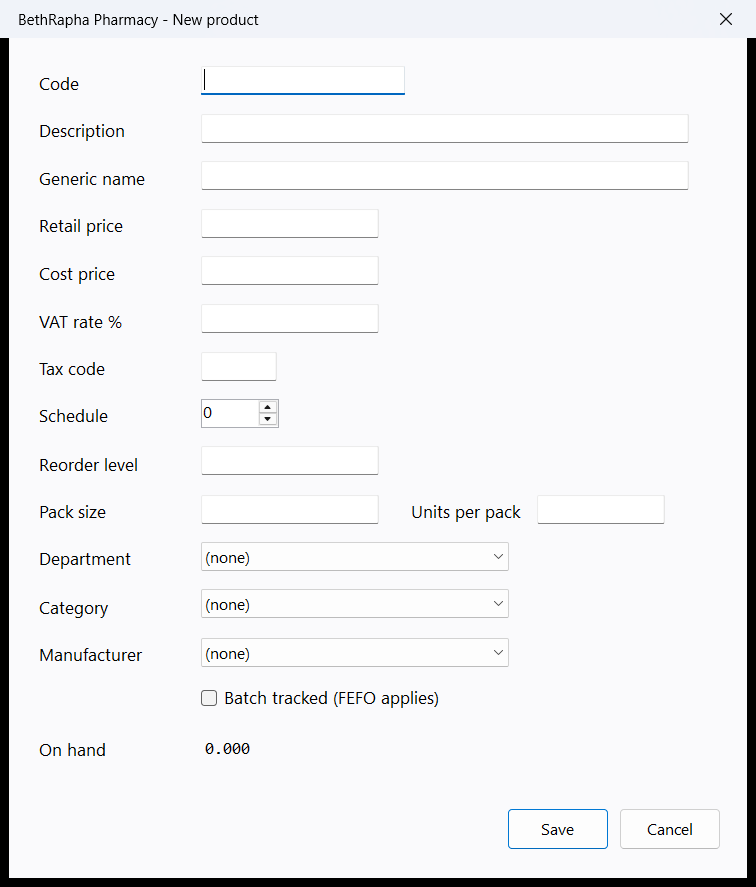 BethRapha Pharmacy - New product
Code
Description
Generic name
Retail price
Cost price
VAT rate %
Tax code
Schedule 0
Reorder level
Pack size Units per pack
Department (none)
Category (none)
Manufacturer (none)
Batch tracked (FEFO applies)
On hand 0.000
Save Cancel